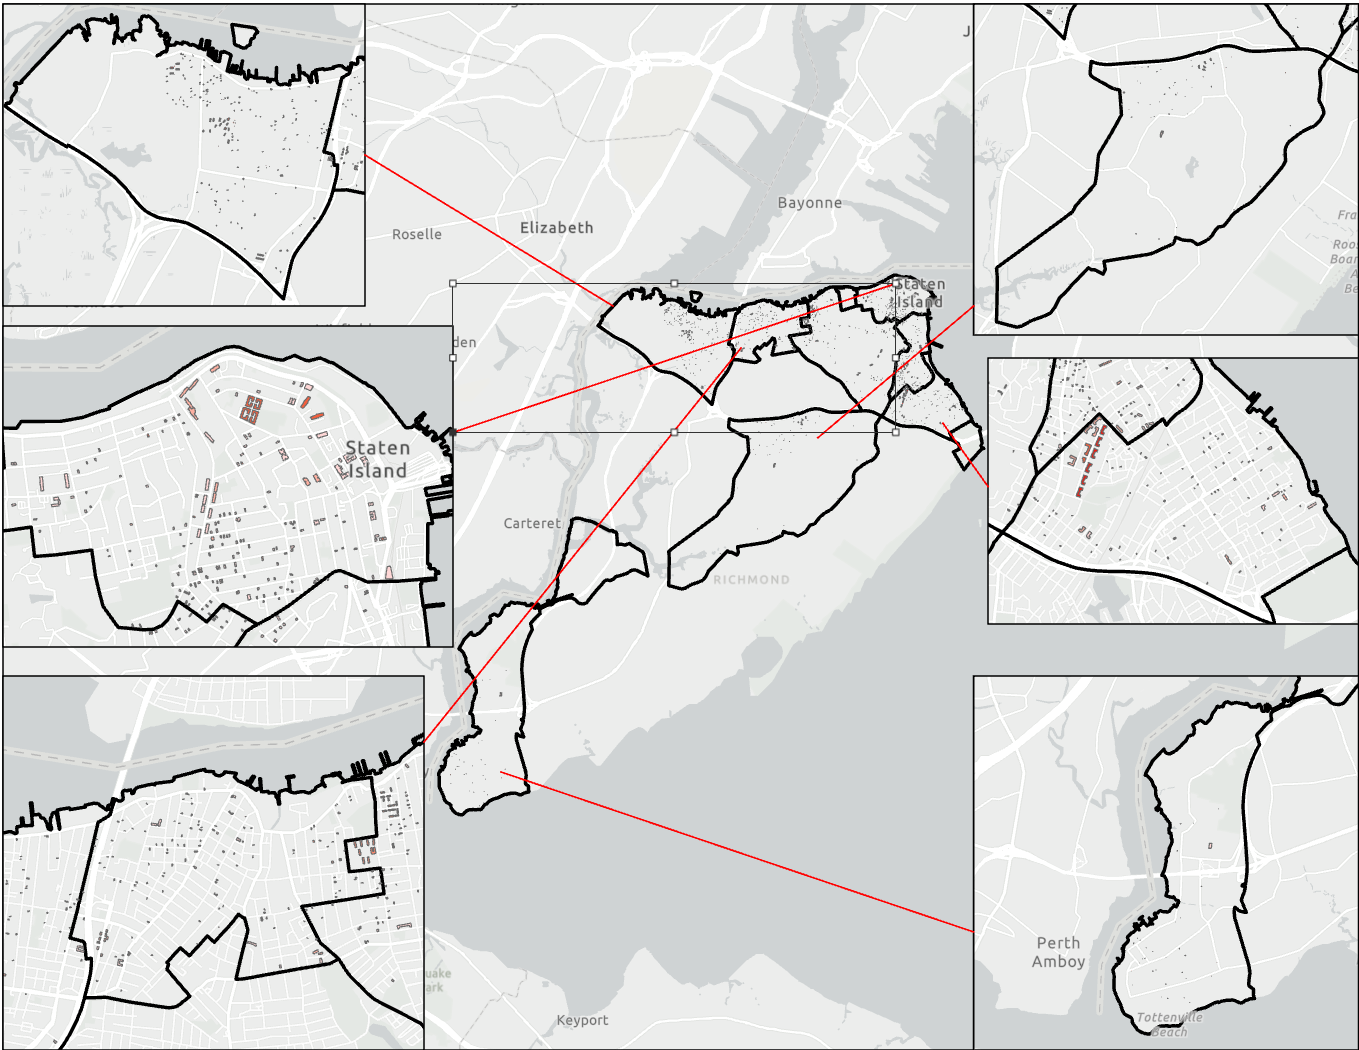 J
Bayonne
Roselle
Elizabeth
Staten
Island
den
Fra
Roo
Boar
A
Be
Staten
Island
Carteret
RICHMOND
Perth
Amboy
uake
ark
Keyport
Tottenville
Beach